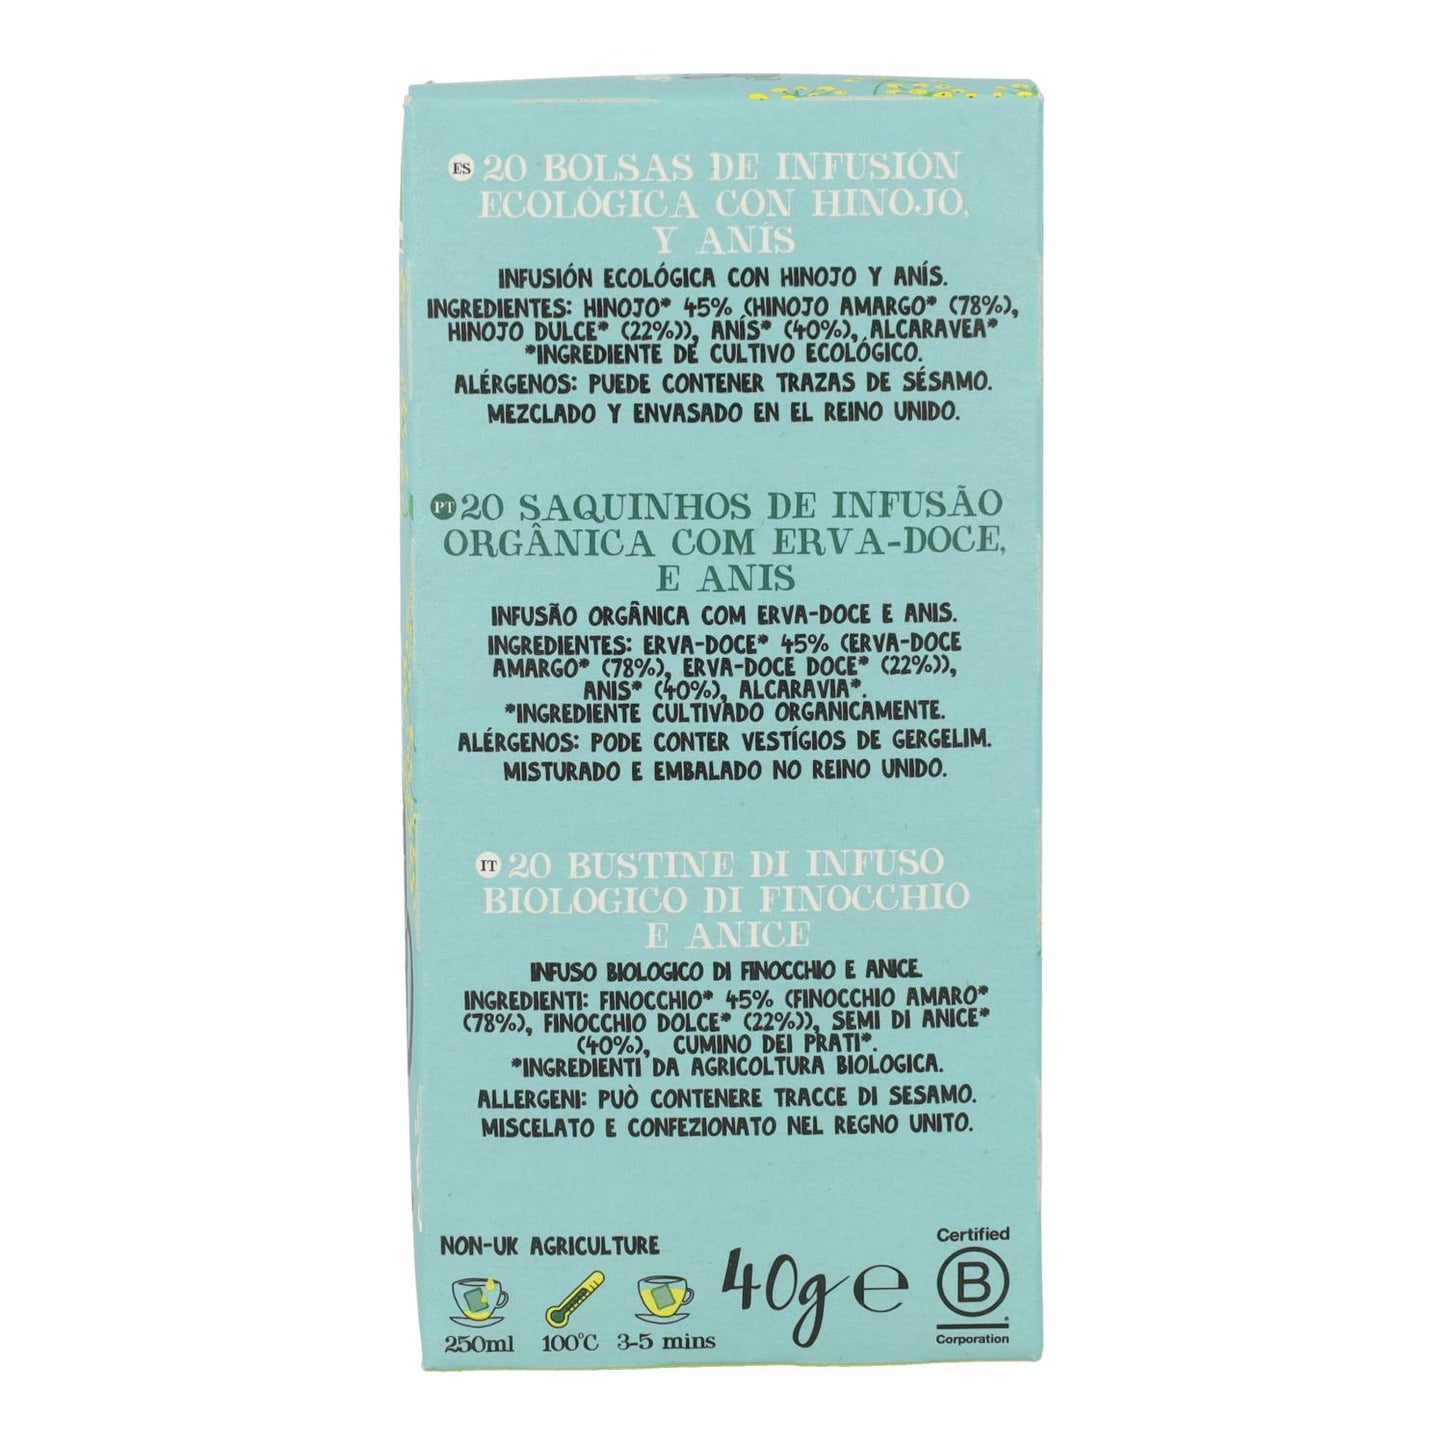 ES 20 BOLSAS DE INFUSIÓN
ECOLÓGICA CON HINOJO,
Y ANÍS
INFUSIÓN ECOLÓGICA CON HINOJO Y ANÍS.
INGREDIENTES: HINOJO* 45% (HINOJO AMARGO* (78%),
HINOJO DULCE* (22%)), ANÍS* (40%), ALCARAVEA*
*INGREDIENTE DE CULTIVO ECOLÓGICO.
ALÉRGENOS: PUEDE CONTENER TRAZAS DE SÉSAMO.
MEZCLADO Y ENVASADO EN EL REINO UNIDO.
PT 20 SAQUINHOS DE INFUSÃO
ORGÂNICA COM ERVA-DOCE,
E ANIS
INFUSÃO ORGÂNICA COM ERVA-DOCE E ANIS.
INGREDIENTES: ERVA-DOCE* 45% (ERVA-DOCE
AMARGO* (78%), ERVA-DOCE DOCE* (22%)),
ANIS* (40%), ALCARAVIA*.
*INGREDIENTE CULTIVADO ORGANICAMENTE.
ALÉRGENOS: PODE CONTER VESTÍGIOS DE GERGELIM.
MISTURADO E EMBALADO NO REINO UNIDO.
IT 20 BUSTINE DI INFUSO
BIOLOGICO DI FINOCCHIO
E ANICE
INFUSO BIOLOGICO DI FINOCCHIO E ANICE.
INGREDIENTI: FINOCCHIO* 45% (FINOCCHIO AMARO*
(78%), FINOCCHIO DOLCE* (22%)), SEMI DI ANICE*
(40%), CUMINO DEI PRATI*.
*INGREDIENTI DA AGRICOLTURA BIOLOGICA.
ALLERGENI: PUÒ CONTENERE TRACCE DI SESAMO.
MISCELATO E CONFEZIONATO NEL REGNO UNITO.
NON-UK AGRICULTURE
250ml 100°C 3-5 mins
40g e
Certified
B
Corporation